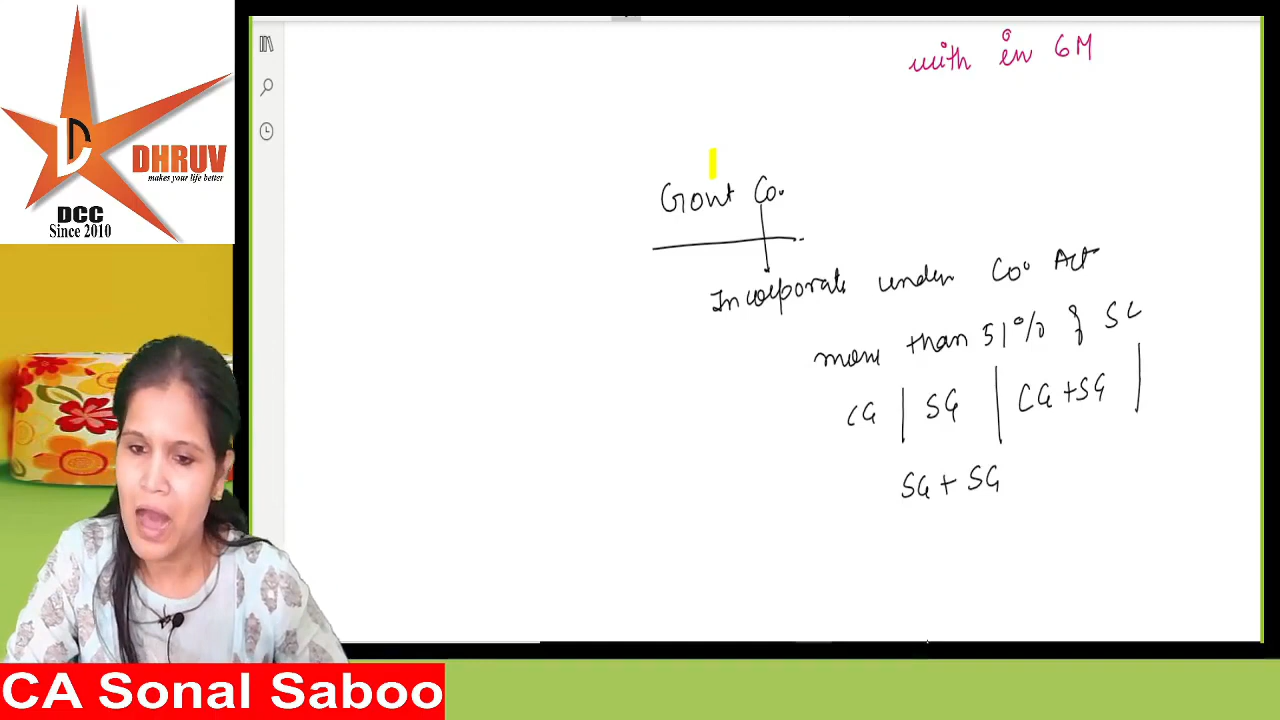 with in 6M
DC
DHRUV
makes your life better
DCC
Since 2010
Govt Co.
Incorporate under Co. Act
more than 51% of SC
CG | SG | CG + SG |
SG + SG
CA Sonal Saboo